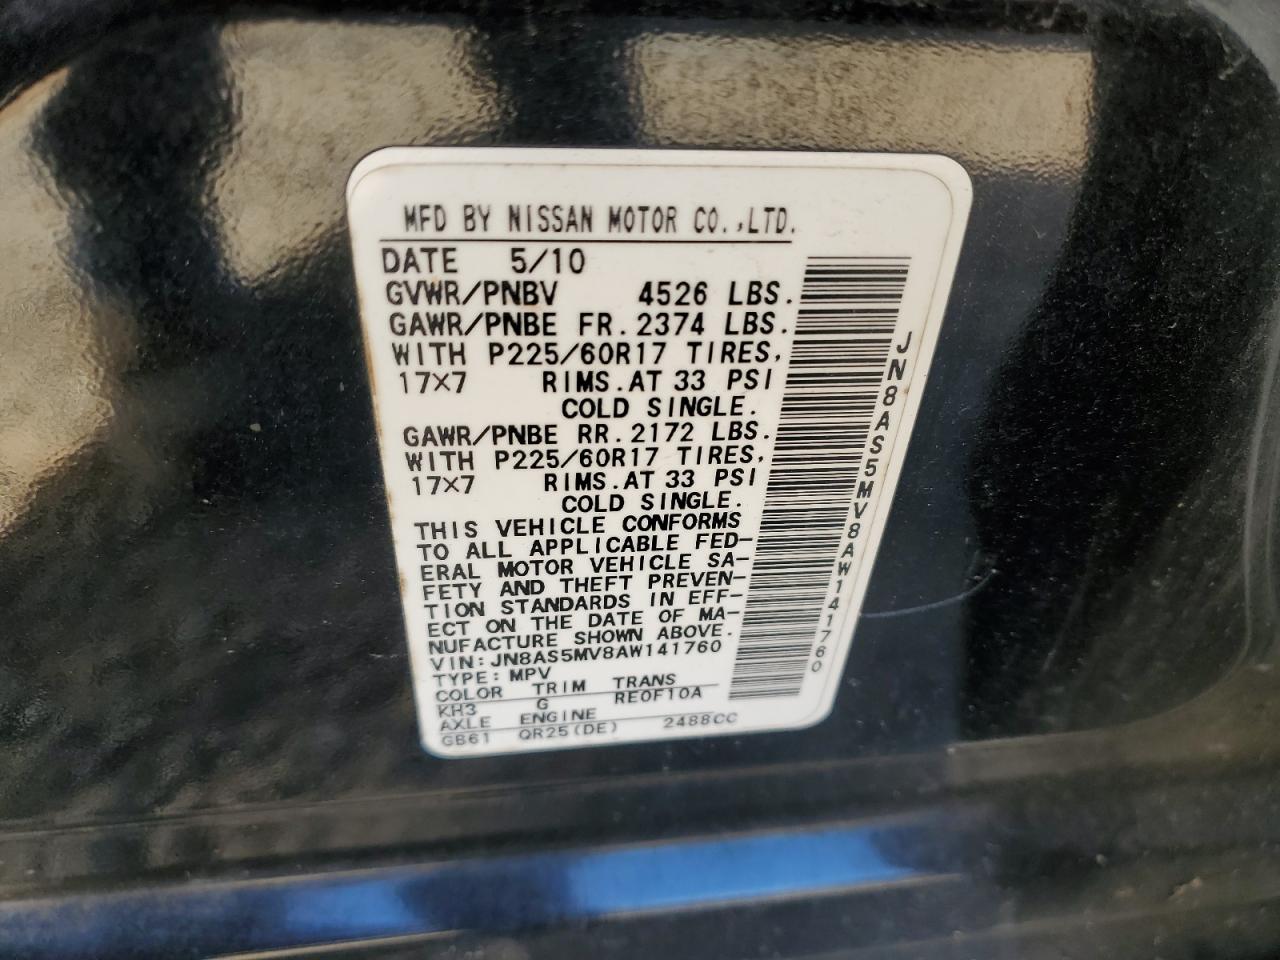 MFD BY NISSAN MOTOR CO.,LTD.
DATE 5/10
GVWR/PNBV 4526 LBS.
GAWR/PNBE FR.2374 LBS.
WITH P225/60R17 TIRES,
17×7 RIMS.AT 33 PSI
COLD SINGLE.
GAWR/PNBE RR.2172 LBS.
WITH P225/60R17 TIRES,
17×7 RIMS.AT 33 PSI
COLD SINGLE.
THIS VEHICLE CONFORMS
TO ALL APPLICABLE FED-
ERAL MOTOR VEHICLE SA-
FETY AND THEFT PREVEN-
TION STANDARDS IN EFF-
ECT ON THE DATE OF MA-
NUFACTURE SHOWN ABOVE.
VIN:JN8AS5MV8AW141760
TYPE:MPV
COLOR TRIM TRANS
KH3 G RE0F10A
AXLE ENGINE
GB61 QR25(DE) 2488CC
JN8AS5MV8AW141760